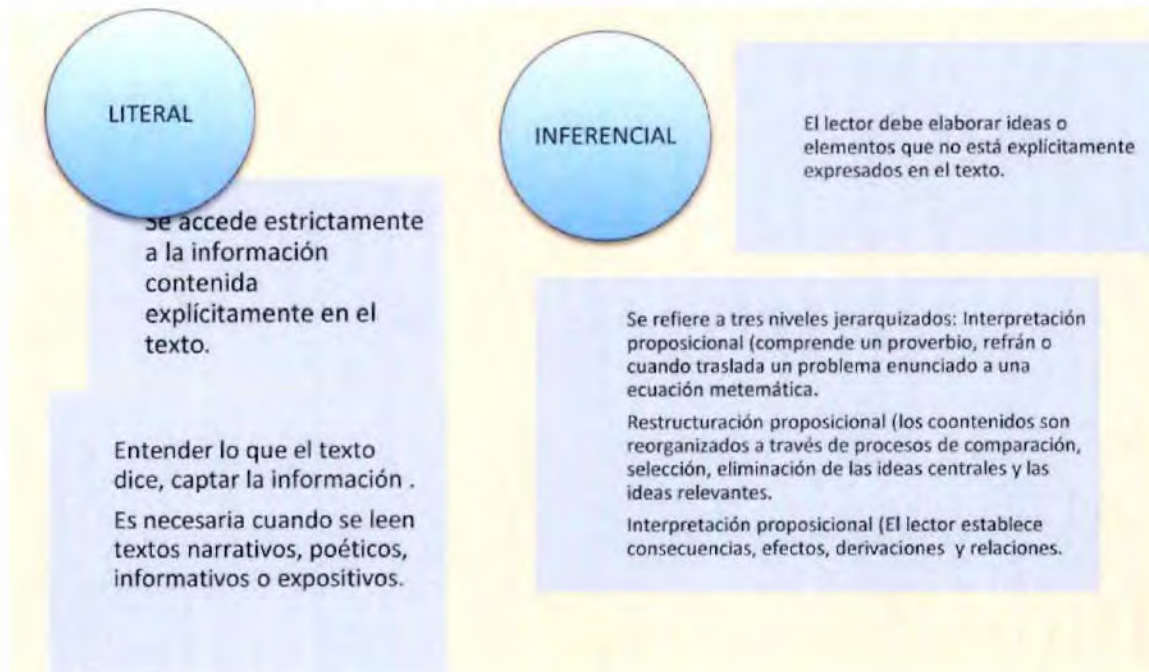 LITERAL
Se accede estrictamente
a la información
contenida
explícitamente en el
texto.
Entender lo que el texto
dice, captar la información .
Es necesaria cuando se leen
textos narrativos, poéticos,
informativos o expositivos.
INFERENCIAL
El lector debe elaborar ideas o
elementos que no está explícitamente
expresados en el texto.
Se refiere a tres niveles jerarquizados: Interpretación
proposicional (comprende un proverbio, refrán o
cuando traslada un problema enunciado a una
ecuación metemática.
Restructuración proposicional (los coontenidos son
reorganizados a través de procesos de comparación,
selección, eliminación de las ideas centrales y las
ideas relevantes.
Interpretación proposicional (El lector establece
consecuencias, efectos, derivaciones y relaciones.